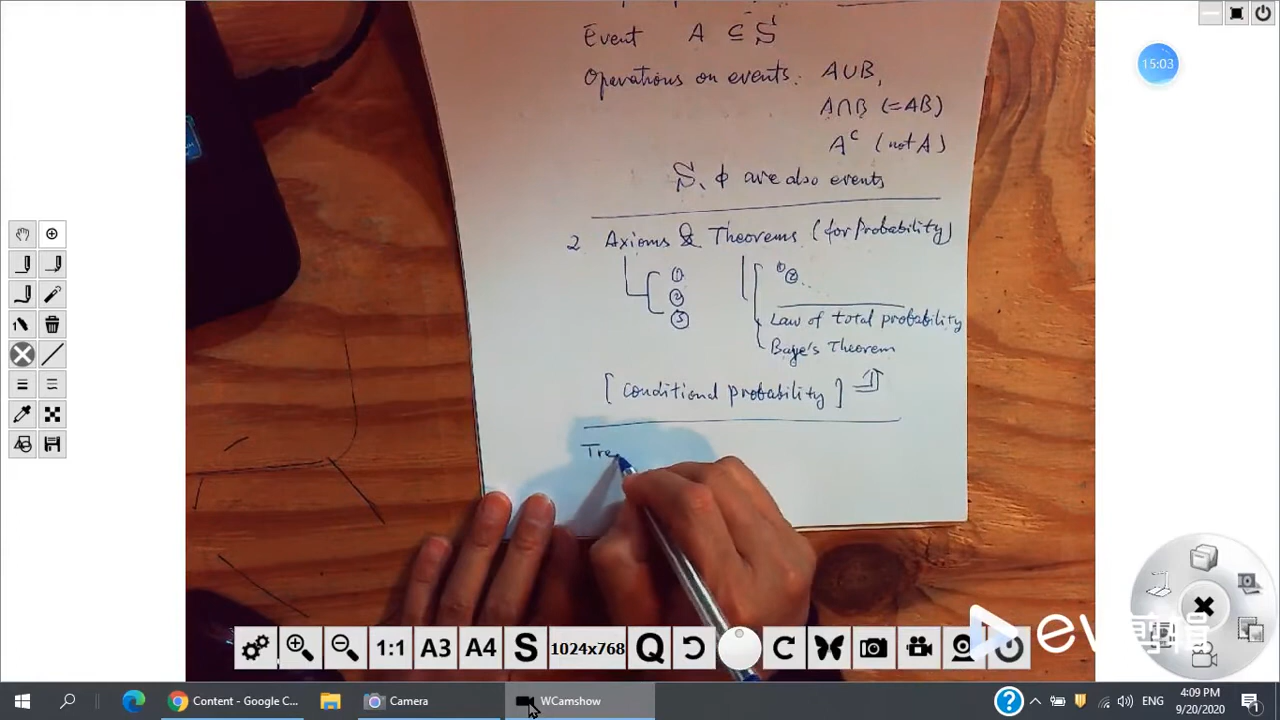 15:03
Event A ⊆ S
Operations on events: A∪B,
A∩B (=AB)
A^c (not A)
S, ϕ are also events
2 Axioms & Theorems (for Probability)
① ① ②..
②
③ Law of total probability
Baye's Theorem
[Conditional probability]
Tre
1:1 A3 A4 S 1024x768 Q
Content - Google C... Camera WCamshow ENG 4:09 PM
9/20/2020